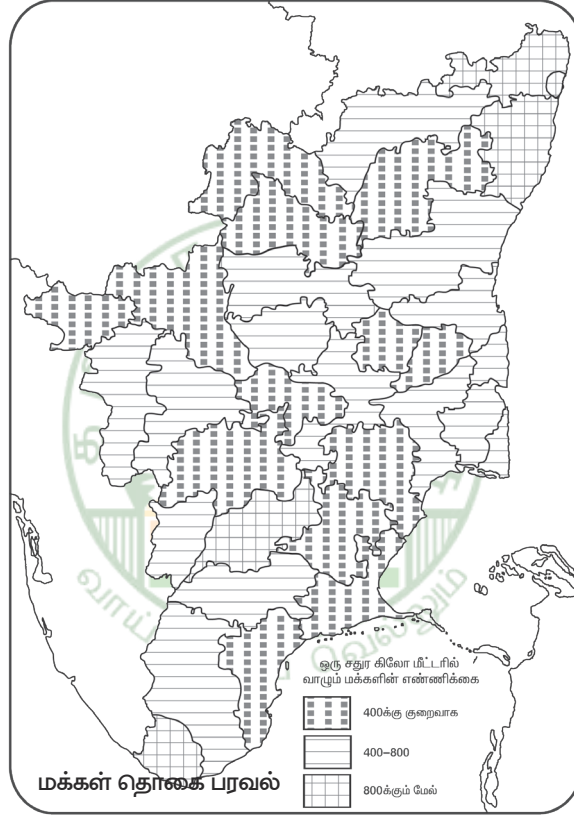 ஒரு சதுர கிலோ மீட்டரில்
வாழும் மக்களின் எண்ணிக்கை
400க்கு குறைவாக
400–800
800க்கும் மேல்
மக்கள் தொகை பரவல்